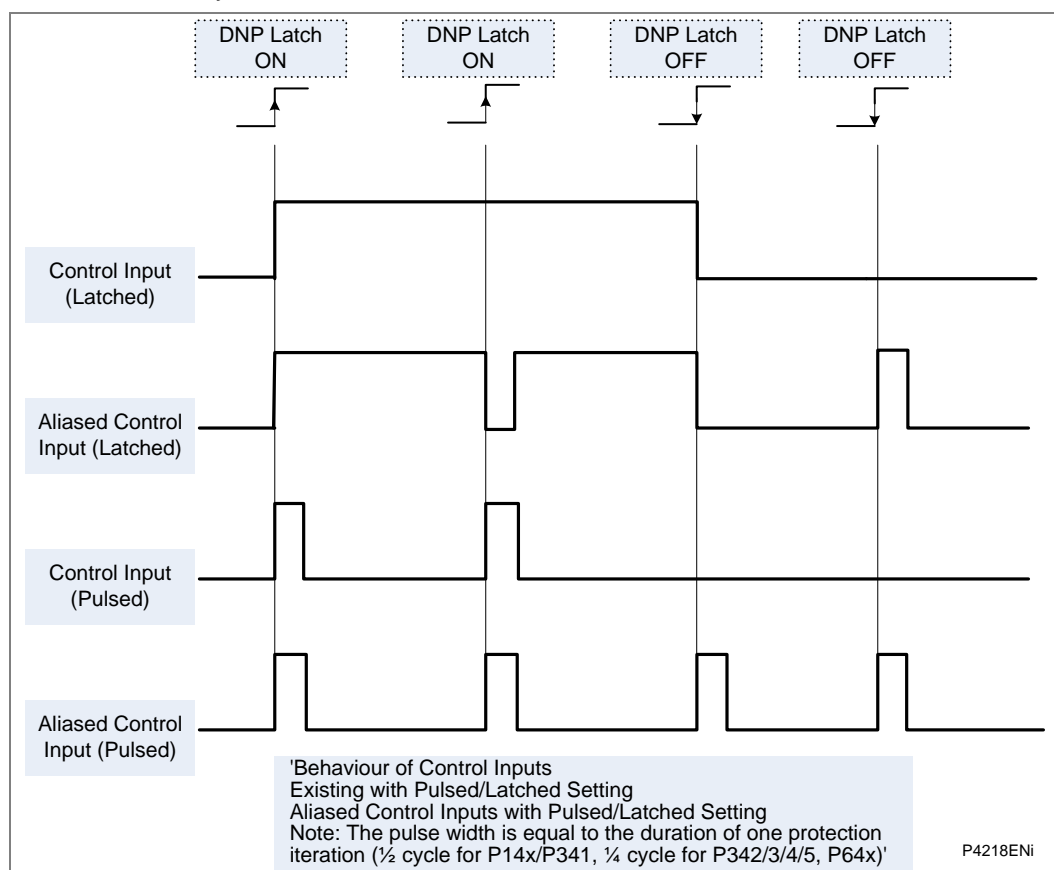 DNP Latch
ON
DNP Latch
ON
DNP Latch
OFF
DNP Latch
OFF
Control Input
(Latched)
Aliased Control
Input (Latched)
Control Input
(Pulsed)
Aliased Control
Input (Pulsed)
'Behaviour of Control Inputs
Existing with Pulsed/Latched Setting
Aliased Control Inputs with Pulsed/Latched Setting
Note: The pulse width is equal to the duration of one protection
iteration (½ cycle for P14x/P341, ¼ cycle for P342/3/4/5, P64x)'
P4218ENi